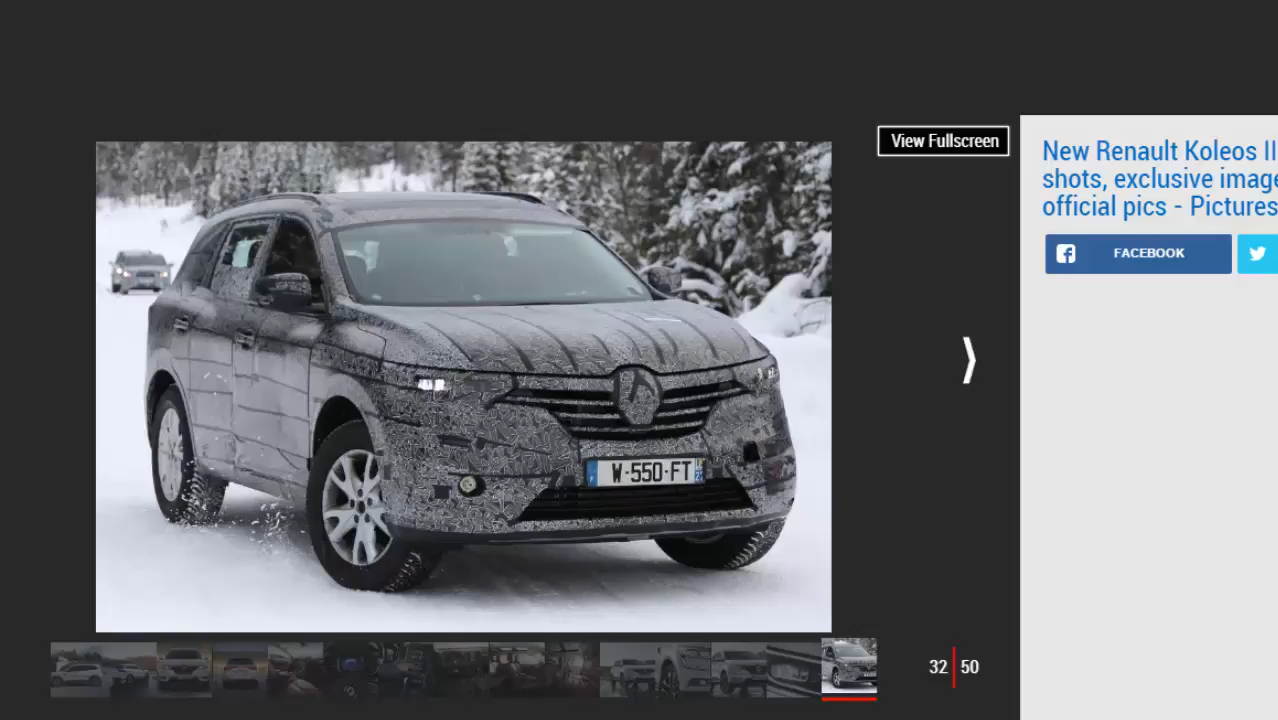 View Fullscreen
New Renault Koleos II
shots, exclusive image
official pics - Pictures
FACEBOOK
W-550-FT
32 50